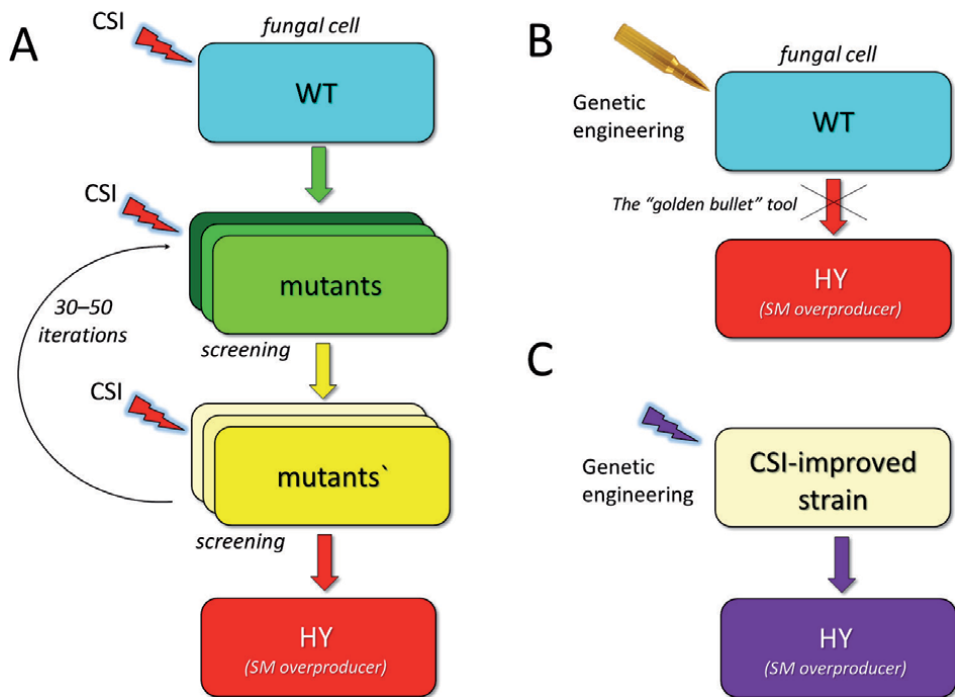 A
CSI
fungal cell
WT
CSI
mutants
30–50
iterations
screening
CSI
mutants`
screening
HY
(SM overproducer)
B
fungal cell
Genetic
engineering
WT
The “golden bullet” tool
HY
(SM overproducer)
C
Genetic
engineering
CSI-improved
strain
HY
(SM overproducer)